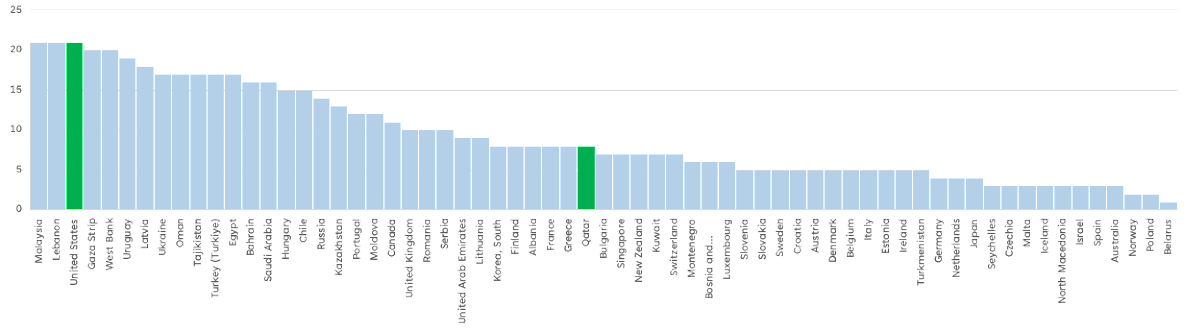 25
20
15
10
5
0
Malaysia
Lebanon
United States
Gaza Strip
West Bank
Uruguay
Latvia
Ukraine
Oman
Tajikistan
Turkey (Turkiye)
Egypt
Bahrain
Saudi Arabia
Hungary
Chile
Russia
Kazakhstan
Portugal
Moldova
Canada
United Kingdom
Romania
Serbia
United Arab Emirates
Lithuania
Korea, South
Finland
Albania
France
Greece
Qatar
Bulgaria
Singapore
New Zealand
Kuwait
Switzerland
Montenegro
Bosnia and...
Luxembourg
Slovenia
Slovakia
Sweden
Croatia
Austria
Denmark
Belgium
Estonia
Italy
Ireland
Turkmenistan
Germany
Netherlands
Japan
Seychelles
Czechia
Malta
Iceland
North Macedonia
Israel
Spain
Australia
Norway
Poland
Belarus